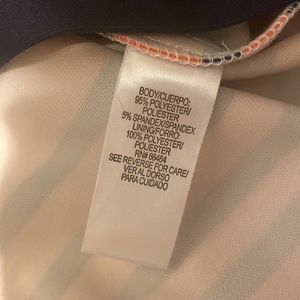 BODY/CUERPO:
95% POLYESTER/
POLIESTER
5% SPANDEX/SPANDEX
LINING/FORRO:
100% POLYESTER/
POLIESTER
RN# 66464
SEE REVERSE FOR CARE/
VER AL DORSO
PARA CUIDADO